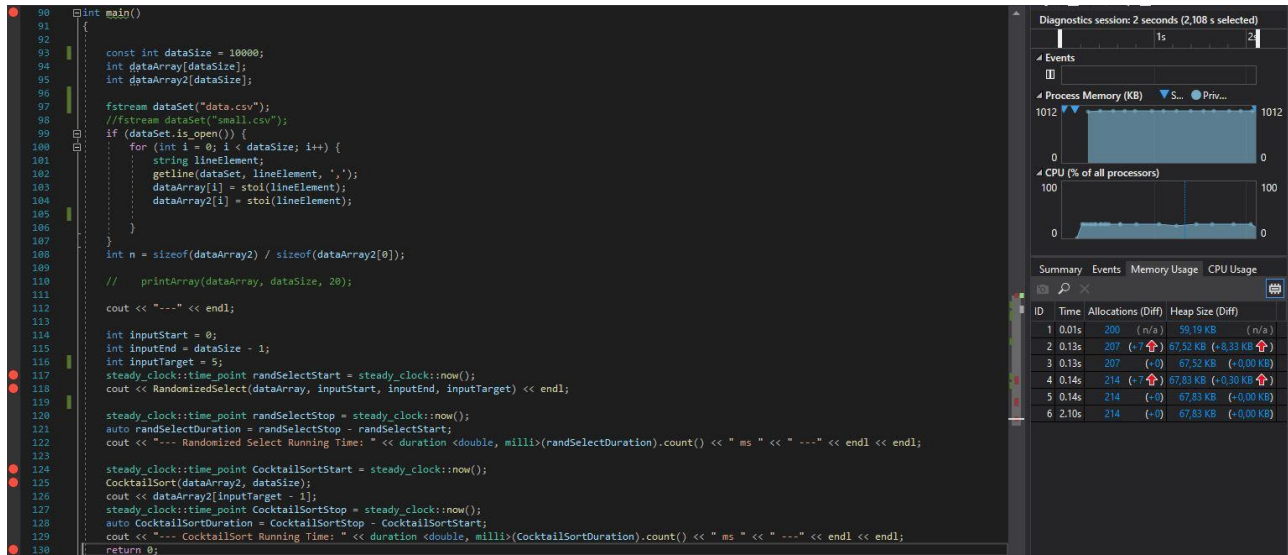 90 int main()
91 {
92
93 const int dataSize = 10000;
94 int dataArray[dataSize];
95 int dataArray2[dataSize];
96
97 fstream dataSet("data.csv");
98 //fstream dataSet("small.csv");
99 if (dataSet.is_open()) {
100 for (int i = 0; i < dataSize; i++) {
101 string lineElement;
102 getline(dataSet, lineElement, ',');
103 dataArray[i] = stoi(lineElement);
104 dataArray2[i] = stoi(lineElement);
105
106 }
107 }
108 int n = sizeof(dataArray2) / sizeof(dataArray2[0]);
109
110 // printArray(dataArray, dataSize, 20);
111
112 cout << "---" << endl;
113
114 int inputStart = 0;
115 int inputEnd = dataSize - 1;
116 int inputTarget = 5;
117 steady_clock::time_point randSelectStart = steady_clock::now();
118 cout << RandomizedSelect(dataArray, inputStart, inputEnd, inputTarget) << endl;
119
120 steady_clock::time_point randSelectStop = steady_clock::now();
121 auto randSelectDuration = randSelectStop - randSelectStart;
122 cout << "--- Randomized Select Running Time: " << duration <double, milli>(randSelectDuration).count() << " ms " << " ---" << endl << endl;
123
124 steady_clock::time_point CocktailSortStart = steady_clock::now();
125 CocktailSort(dataArray2, dataSize);
126 cout << dataArray2[inputTarget - 1];
127 steady_clock::time_point CocktailSortStop = steady_clock::now();
128 auto CocktailSortDuration = CocktailSortStop - CocktailSortStart;
129 cout << "--- CocktailSort Running Time: " << duration <double, milli>(CocktailSortDuration).count() << " ms " << " ---" << endl << endl;
130 return 0;
Diagnostics session: 2 seconds (2,108 s selected)
1s 2s
Events
Process Memory (KB) S... Priv...
1012 1012
0 0
CPU (% of all processors)
100 100
0 0
Summary Events Memory Usage CPU Usage
ID Time Allocations (Diff) Heap Size (Diff)
1 0.01s 200 (n/a) 59,19 KB (n/a)
2 0.13s 207 (+7) 67,52 KB (+8,33 KB)
3 0.13s 207 (+0) 67,52 KB (+0,00 KB)
4 0.14s 214 (+7) 67,83 KB (+0,30 KB)
5 0.14s 214 (+0) 67,83 KB (+0,00 KB)
6 2.10s 214 (+0) 67,83 KB (+0,00 KB)